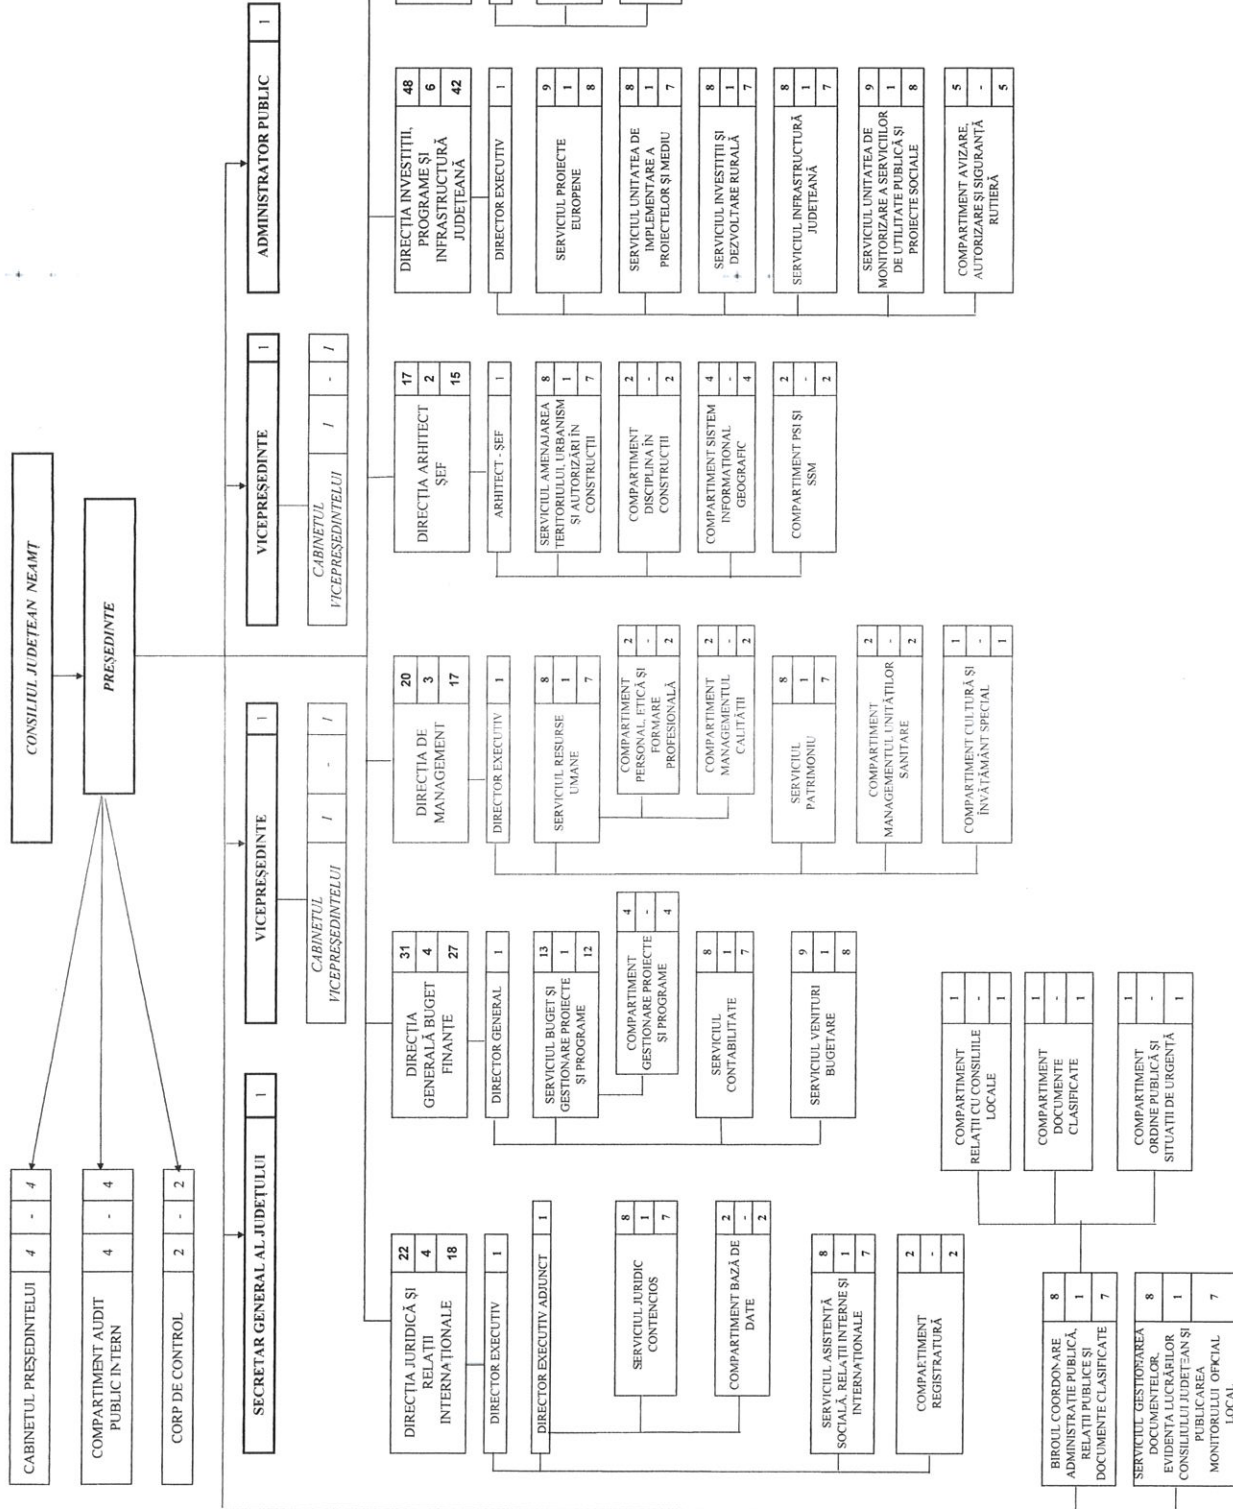 CONSILIUL JUDEȚEAN NEAMȚ
PREȘEDINTE
CABINETUL PREȘEDINTELUI 4 - 4
COMPARTIMENT AUDIT
PUBLIC INTERN
4 - 4
CORP DE CONTROL 2 - 2
SECRETAR GENERAL AL JUDEȚULUI 1
VICEPREȘEDINTE 1
VICEPREȘEDINTE 1
ADMINISTRATOR PUBLIC 1
CABINETUL
VICEPREȘEDINTELUI
1 - 1
CABINETUL
VICEPREȘEDINTELUI
1 - 1
DIRECȚIA JURIDICĂ ȘI
RELAȚII
INTERNAȚIONALE
22
4
18
DIRECTOR EXECUTIV 1
DIRECTOR EXECUTIV ADJUNCT 1
SERVICIUL JURIDIC
CONTENCIOS
8
1
7
COMPARTIMENT BAZĂ DE
DATE
2
-
2
SERVICIUL ASISTENȚĂ
SOCIALĂ, RELAȚII INTERNE ȘI
INTERNAȚIONALE
8
1
7
COMPARTIMENT
REGISTRATURĂ
2
-
2
DIRECȚIA
GENERALĂ BUGET
FINANȚE
31
4
27
DIRECTOR GENERAL 1
SERVICIUL BUGET ȘI
GESTIONARE PROIECTE
ȘI PROGRAME
13
1
12
COMPARTIMENT
GESTIONARE PROIECTE
ȘI PROGRAME
4
-
4
SERVICIUL
CONTABILITATE
8
1
7
SERVICIUL VENITURI
BUGETARE
9
1
8
DIRECȚIA DE
MANAGEMENT
20
3
17
DIRECTOR EXECUTIV 1
SERVICIUL RESURSE
UMANE
8
1
7
COMPARTIMENT
PERSONAL, ETICĂ ȘI
FORMARE
PROFESIONALĂ
2
-
2
COMPARTIMENT
MANAGEMENTUL
CALITĂȚII
2
-
2
SERVICIUL
PATRIMONIU
8
1
7
COMPARTIMENT
MANAGEMENTUL UNITĂȚILOR
SANITARE
2
-
2
COMPARTIMENT CULTURĂ ȘI
ÎNVĂȚĂMÂNT SPECIAL
1
-
1
DIRECȚIA ARHITECT
ȘEF
17
2
15
ARHITECT - ȘEF 1
SERVICIUL AMENAJAREA
TERITORIULUI, URBANISM
ȘI AUTORIZĂRI ÎN
CONSTRUCȚII
8
1
7
COMPARTIMENT
DISCIPLINA ÎN
CONSTRUCȚII
2
-
2
COMPARTIMENT SISTEM
INFORMAȚIONAL
GEOGRAFIC
4
-
4
COMPARTIMENT PSI ȘI
SSM
2
-
2
DIRECȚIA INVESTIȚII,
PROGRAME ȘI
INFRASTRUCTURĂ
JUDEȚEANĂ
48
6
42
DIRECTOR EXECUTIV 1
SERVICIUL PROIECTE
EUROPENE
9
1
8
SERVICIUL UNITATEA DE
IMPLEMENTARE A
PROIECTELOR ȘI MEDIU
8
1
7
SERVICIUL INVESTIȚII ȘI
DEZVOLTARE RURALĂ
8
1
7
SERVICIUL INFRASTRUCTURĂ
JUDEȚEANĂ
8
1
7
SERVICIUL UNITATEA DE
MONITORIZARE A SERVICIILOR
DE UTILITATE PUBLICĂ ȘI
PROIECTE SOCIALE
9
1
8
COMPARTIMENT AVIZARE,
AUTORIZARE ȘI SIGURANȚĂ
RUTIERĂ
5
-
5
COMPARTIMENT
RELAȚII CU CONSILIILE
LOCALE
1
-
1
COMPARTIMENT
DOCUMENTE
CLASIFICATE
1
-
1
COMPARTIMENT
ORDINE PUBLICĂ ȘI
SITUAȚII DE URGENȚĂ
1
-
1
BIROUL COORDONARE
ADMINISTRAȚIE PUBLICĂ,
RELAȚII PUBLICE ȘI
DOCUMENTE CLASIFICATE
8
1
7
SERVICIUL GESTIONAREA
DOCUMENTELOR,
EVIDENȚA LUCRĂRILOR
CONSILIULUI JUDEȚEAN ȘI
PUBLICAREA
MONITORULUI OFICIAL
LOCAL
8
1
7